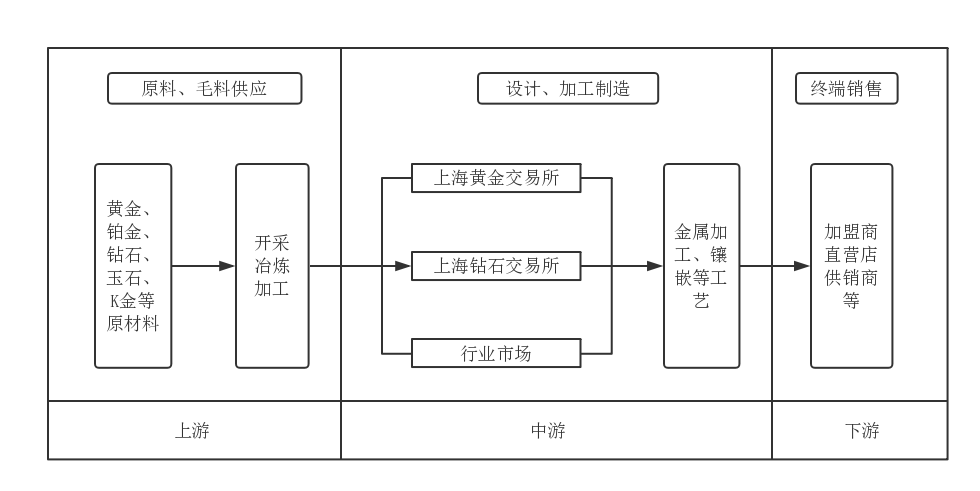 原料、毛料供应
设计、加工制造
终端销售
黄金、
铂金、
钻石、
玉石、
K金等
原材料
开采
冶炼
加工
上海黄金交易所
上海钻石交易所
行业市场
金属加
工、镶
嵌等工
艺
加盟商
直营店
供销商
等
上游
中游
下游